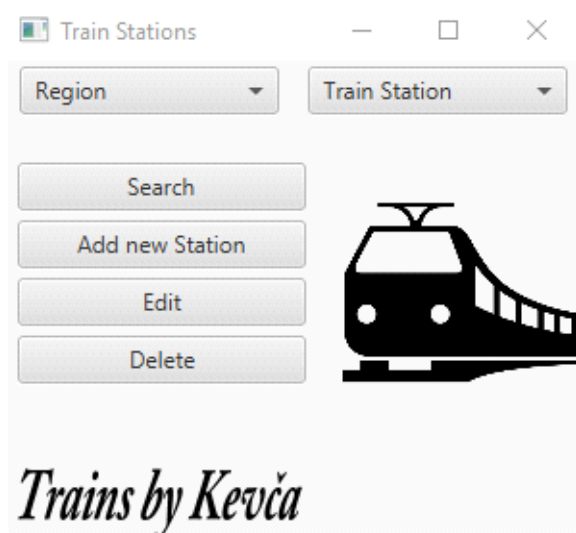 Train Stations
Region
Train Station
Search
Add new Station
Edit
Delete
Trains by Kevča